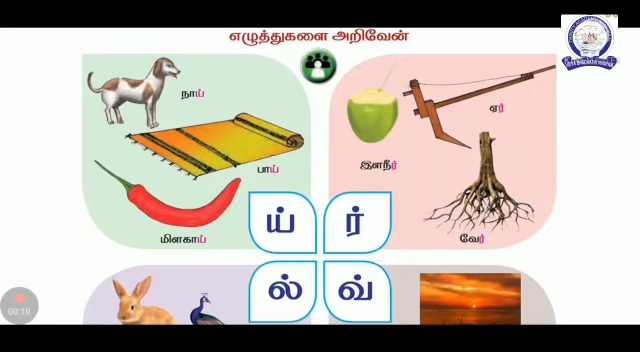 எழுத்துகளை அறிவேன்
நாய்
பாய்
மிளகாய்
ஏர்
இளநீர்
வேர்
ய்
ர்
ல்
வ்
00:10